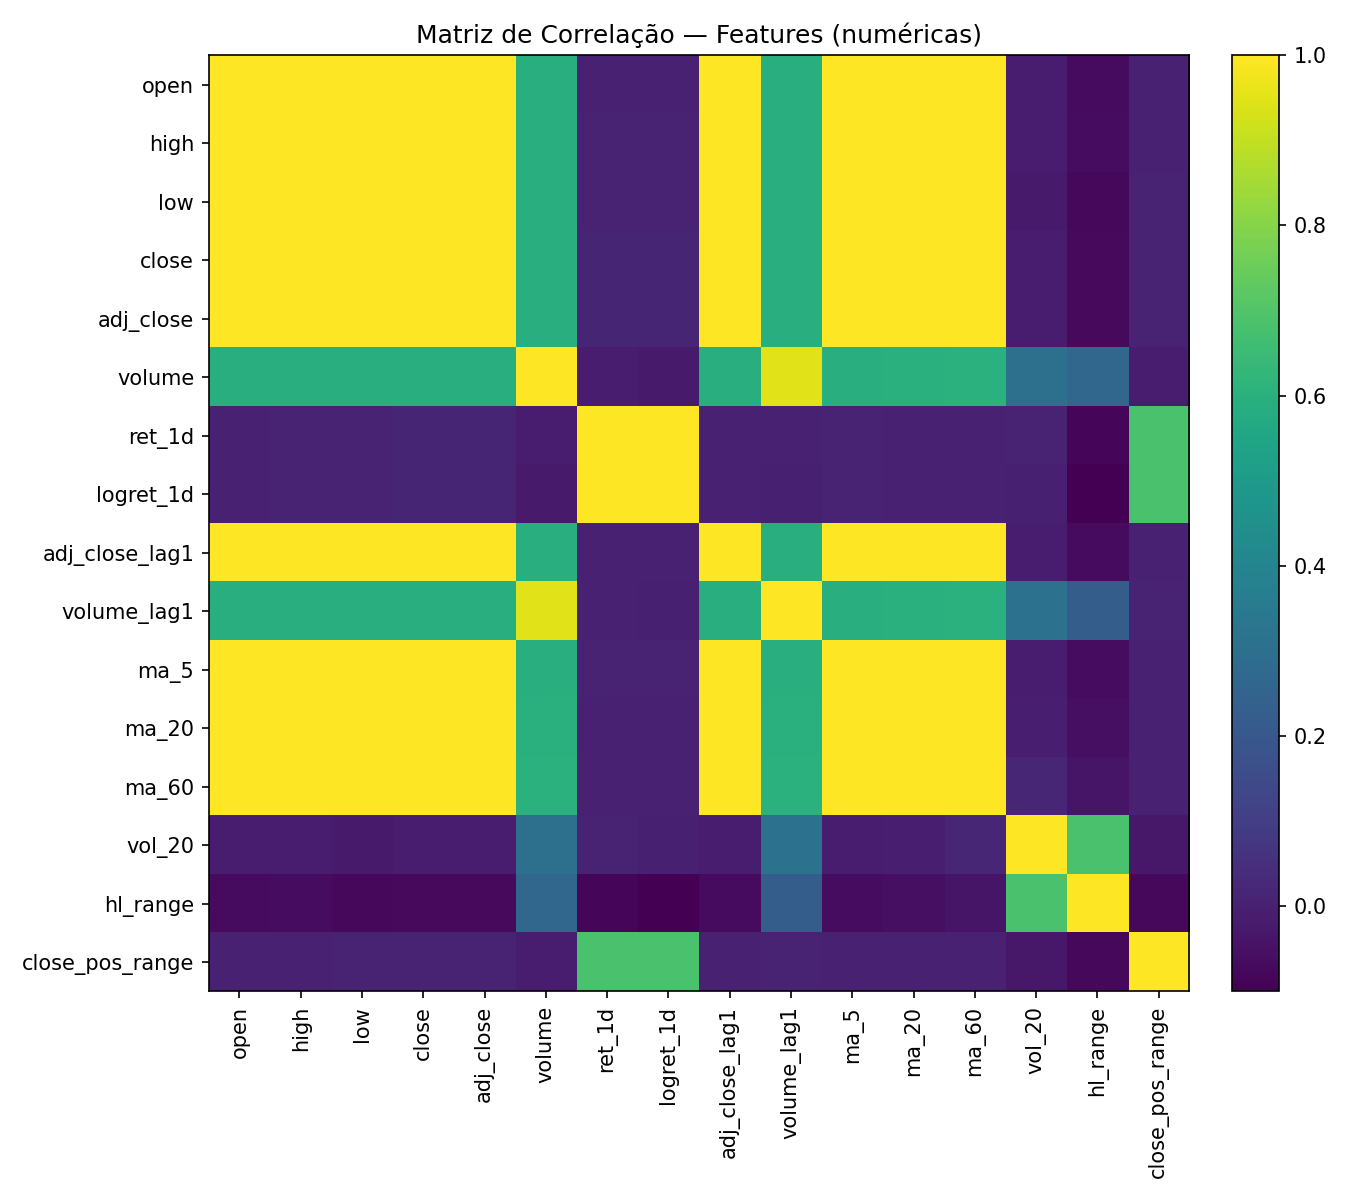 Matriz de Correlação — Features (numéricas)
open
high
low
close
adj_close
volume
ret_1d
logret_1d
adj_close_lag1
volume_lag1
ma_5
ma_20
ma_60
vol_20
hl_range
close_pos_range
open
high
low
close
adj_close
volume
ret_1d
logret_1d
adj_close_lag1
volume_lag1
ma_5
ma_20
ma_60
vol_20
hl_range
close_pos_range
1.0
0.8
0.6
0.4
0.2
0.0